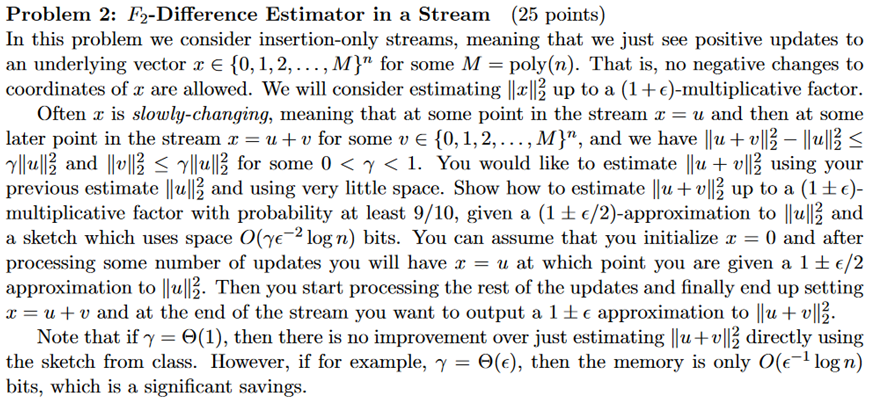 Problem 2: F₂-Difference Estimator in a Stream (25 points)
In this problem we consider insertion-only streams, meaning that we just see positive updates to
an underlying vector x ∈ {0, 1, 2, . . . , M}ⁿ for some M = poly(n). That is, no negative changes to
coordinates of x are allowed. We will consider estimating ‖x‖₂² up to a (1+ϵ)-multiplicative factor.
Often x is slowly-changing, meaning that at some point in the stream x = u and then at some
later point in the stream x = u + v for some v ∈ {0, 1, 2, . . . , M}ⁿ, and we have ‖u + v‖₂² − ‖u‖₂² ≤
γ‖u‖₂² and ‖v‖₂² ≤ γ‖u‖₂² for some 0 < γ < 1. You would like to estimate ‖u + v‖₂² using your
previous estimate ‖u‖₂² and using very little space. Show how to estimate ‖u + v‖₂² up to a (1 ± ϵ)-
multiplicative factor with probability at least 9/10, given a (1 ± ϵ/2)-approximation to ‖u‖₂² and
a sketch which uses space O(γϵ⁻² log n) bits. You can assume that you initialize x = 0 and after
processing some number of updates you will have x = u at which point you are given a 1 ± ϵ/2
approximation to ‖u‖₂². Then you start processing the rest of the updates and finally end up setting
x = u + v and at the end of the stream you want to output a 1 ± ϵ approximation to ‖u + v‖₂².
Note that if γ = Θ(1), then there is no improvement over just estimating ‖u+v‖₂² directly using
the sketch from class. However, if for example, γ = Θ(ϵ), then the memory is only O(ϵ⁻¹ log n)
bits, which is a significant savings.